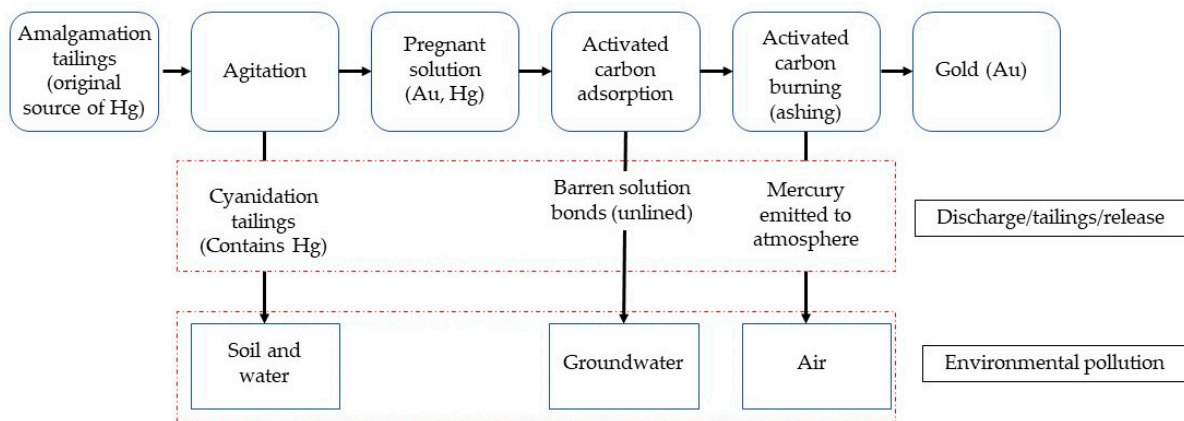 Amalgamation
tailings
(original
source of Hg)
Agitation
Pregnant
solution
(Au, Hg)
Activated
carbon
adsorption
Activated
carbon
burning
(ashing)
Gold (Au)
Cyanidation
tailings
(Contains Hg)
Barren solution
bonds (unlined)
Mercury
emitted to
atmosphere
Discharge/tailings/release
Soil and
water
Groundwater
Air
Environmental pollution